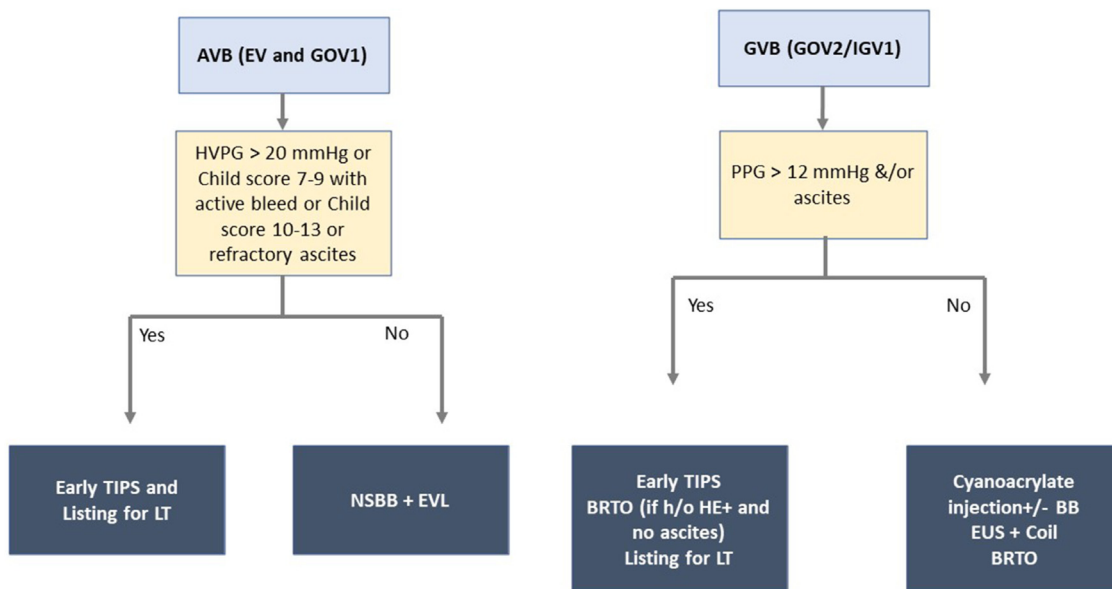 AVB (EV and GOV1)
HVPG > 20 mmHg or
Child score 7-9 with
active bleed or Child
score 10-13 or
refractory ascites
Yes
No
Early TIPS and
Listing for LT
NSBB + EVL
GVB (GOV2/IGV1)
PPG > 12 mmHg &/or
ascites
Yes
No
Early TIPS
BRTO (if h/o HE+ and
no ascites)
Listing for LT
Cyanoacrylate
injection+/- BB
EUS + Coil
BRTO